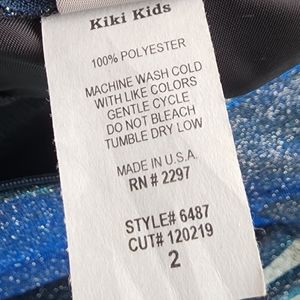 Kiki Kids
100% POLYESTER
MACHINE WASH COLD
WITH LIKE COLORS
GENTLE CYCLE
DO NOT BLEACH
TUMBLE DRY LOW
MADE IN U.S.A.
RN # 2297
STYLE# 6487
CUT# 120219
2